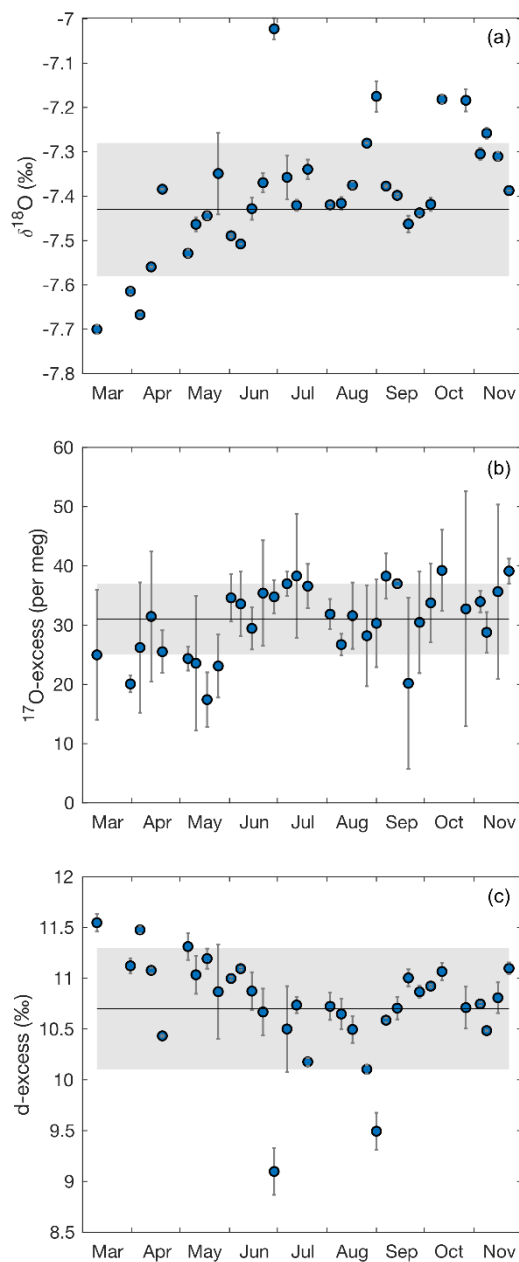 (a)
δ¹⁸O (‰)
-7
-7.1
-7.2
-7.3
-7.4
-7.5
-7.6
-7.7
-7.8
Mar Apr May Jun Jul Aug Sep Oct Nov
(b)
¹⁷O-excess (per meg)
60
50
40
30
20
10
0
Mar Apr May Jun Jul Aug Sep Oct Nov
(c)
d-excess (‰)
12
11.5
11
10.5
10
9.5
9
8.5
Mar Apr May Jun Jul Aug Sep Oct Nov